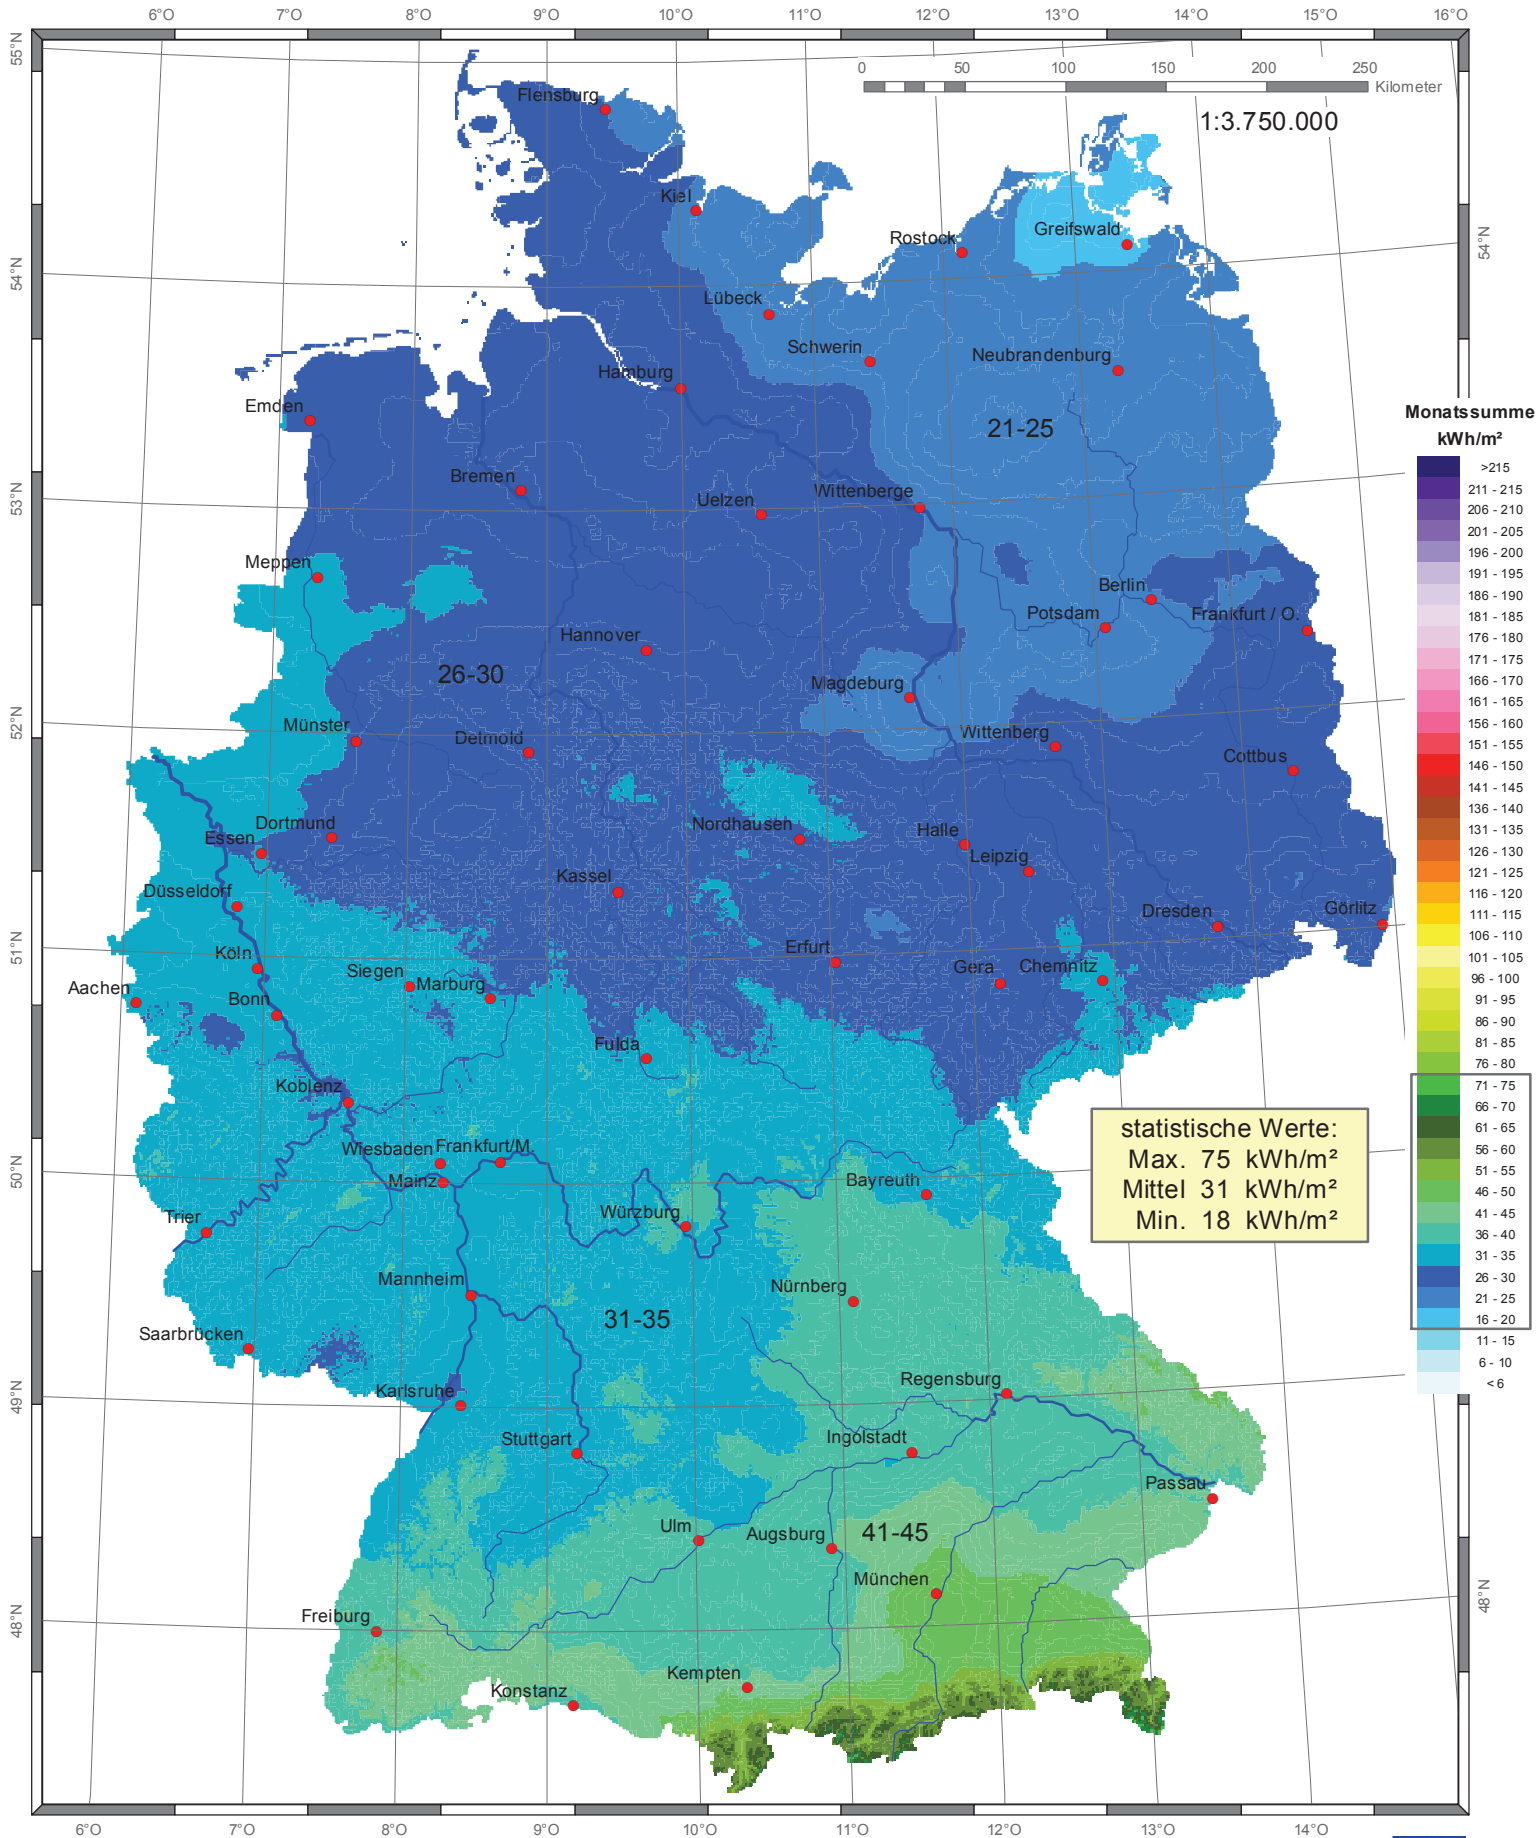 6°O 7°O 8°O 9°O 10°O 11°O 12°O 13°O 14°O 15°O 16°O
55°N
0 50 100 150 200 250 Kilometer
1:3.750.000
Flensburg
Kiel
Rostock
Greifswald
54°N
54°N
Lübeck
Schwerin
Neubrandenburg
Hamburg
Emden
21-25
Bremen
Uelzen
Wittenberge
53°N
Meppen
Berlin
Potsdam
Frankfurt / O.
Hannover
26-30
Magdeburg
52°N
Münster
Detmold
Wittenberg
Cottbus
Dortmund
Essen
Nordhausen
Halle
Leipzig
Kassel
Düsseldorf
Dresden
Görlitz
51°N
Köln
Erfurt
Siegen
Marburg
Gera
Chemnitz
Aachen
Bonn
Fulda
Koblenz
50°N
Wiesbaden
Frankfurt/M.
Mainz
Bayreuth
Würzburg
Trier
Mannheim
Nürnberg
31-35
Saarbrücken
49°N
Karlsruhe
Regensburg
Stuttgart
Ingolstadt
Passau
Ulm
Augsburg
41-45
München
48°N
48°N
Freiburg
Kempten
Konstanz
Monatssumme
kWh/m²
>215
211 - 215
206 - 210
201 - 205
196 - 200
191 - 195
186 - 190
181 - 185
176 - 180
171 - 175
166 - 170
161 - 165
156 - 160
151 - 155
146 - 150
141 - 145
136 - 140
131 - 135
126 - 130
121 - 125
116 - 120
111 - 115
106 - 110
101 - 105
96 - 100
91 - 95
86 - 90
81 - 85
76 - 80
71 - 75
66 - 70
61 - 65
56 - 60
51 - 55
46 - 50
41 - 45
36 - 40
31 - 35
26 - 30
21 - 25
16 - 20
11 - 15
6 - 10
< 6
statistische Werte:
Max. 75 kWh/m²
Mittel 31 kWh/m²
Min. 18 kWh/m²
6°O 7°O 8°O 9°O 10°O 11°O 12°O 13°O 14°O